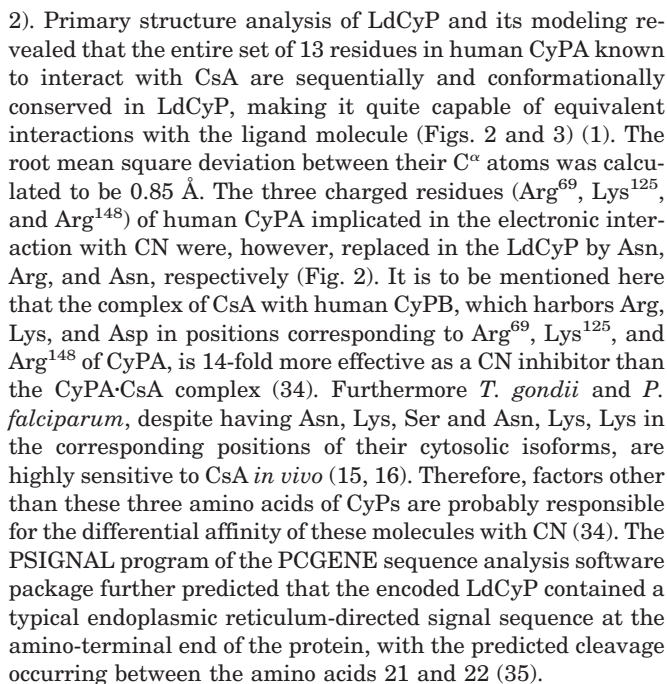 2). Primary structure analysis of LdCyP and its modeling re-
vealed that the entire set of 13 residues in human CyPA known
to interact with CsA are sequentially and conformationally
conserved in LdCyP, making it quite capable of equivalent
interactions with the ligand molecule (Figs. 2 and 3) (1). The
root mean square deviation between their Cᵅ atoms was calcu-
lated to be 0.85 Å. The three charged residues (Arg⁶⁹, Lys¹²⁵,
and Arg¹⁴⁸) of human CyPA implicated in the electronic inter-
action with CN were, however, replaced in the LdCyP by Asn,
Arg, and Asn, respectively (Fig. 2). It is to be mentioned here
that the complex of CsA with human CyPB, which harbors Arg,
Lys, and Asp in positions corresponding to Arg⁶⁹, Lys¹²⁵, and
Arg¹⁴⁸ of CyPA, is 14-fold more effective as a CN inhibitor than
the CyPA·CsA complex (34). Furthermore T. gondii and P.
falciparum, despite having Asn, Lys, Ser and Asn, Lys, Lys in
the corresponding positions of their cytosolic isoforms, are
highly sensitive to CsA in vivo (15, 16). Therefore, factors other
than these three amino acids of CyPs are probably responsible
for the differential affinity of these molecules with CN (34). The
PSIGNAL program of the PCGENE sequence analysis software
package further predicted that the encoded LdCyP contained a
typical endoplasmic reticulum-directed signal sequence at the
amino-terminal end of the protein, with the predicted cleavage
occurring between the amino acids 21 and 22 (35).